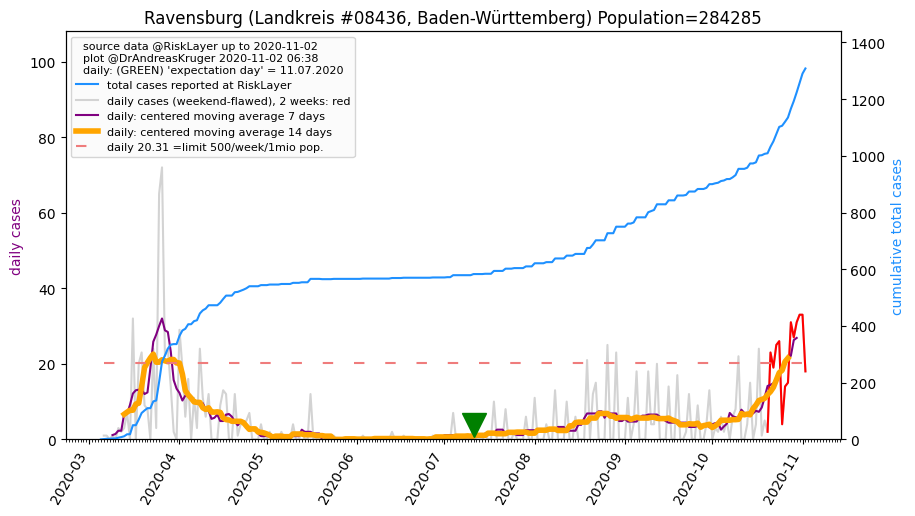 Ravensburg (Landkreis #08436, Baden-Württemberg) Population=284285
source data @RiskLayer up to 2020-11-02
plot @DrAndreasKruger 2020-11-02 06:38
daily: (GREEN) 'expectation day' = 11.07.2020
total cases reported at RiskLayer
daily cases (weekend-flawed), 2 weeks: red
daily: centered moving average 7 days
daily: centered moving average 14 days
daily 20.31 =limit 500/week/1mio pop.
daily cases
100
80
60
40
20
0
cumulative total cases
1400
1200
1000
800
600
400
200
0
2020-03
2020-04
2020-05
2020-06
2020-07
2020-08
2020-09
2020-10
2020-11